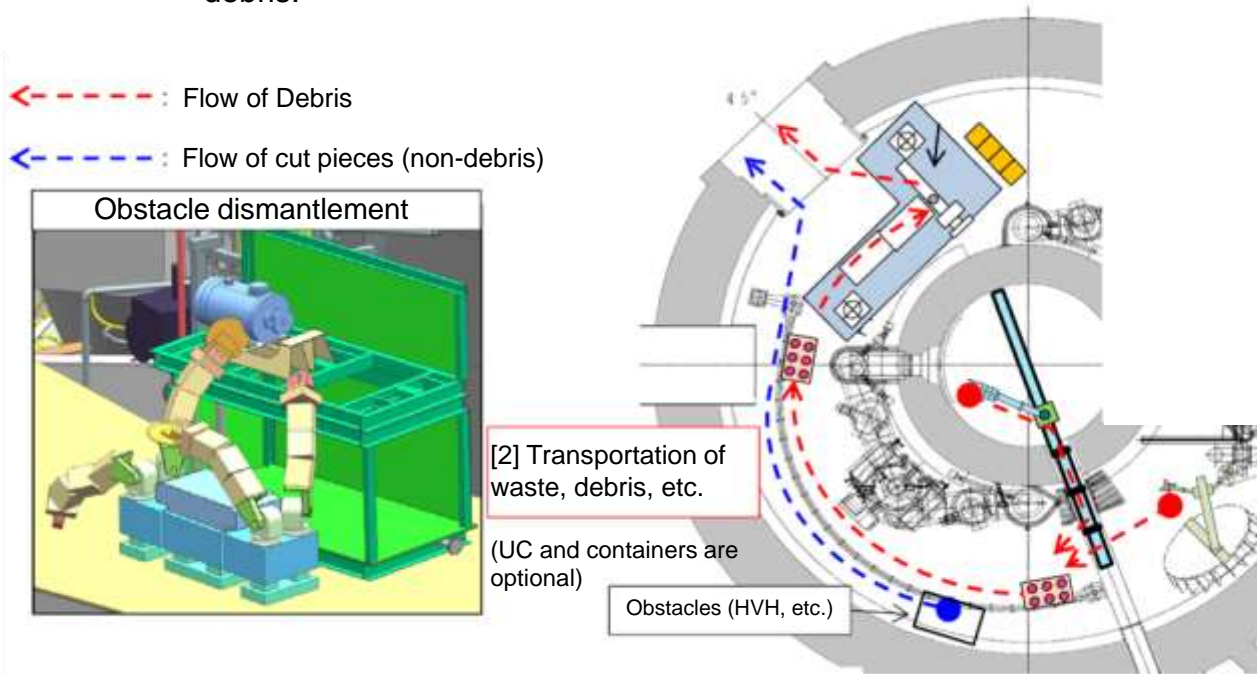 debris.
: Flow of Debris
: Flow of cut pieces (non-debris)
Obstacle dismantlement
[2] Transportation of
waste, debris, etc.
(UC and containers are
optional)
Obstacles (HVH, etc.)
45°